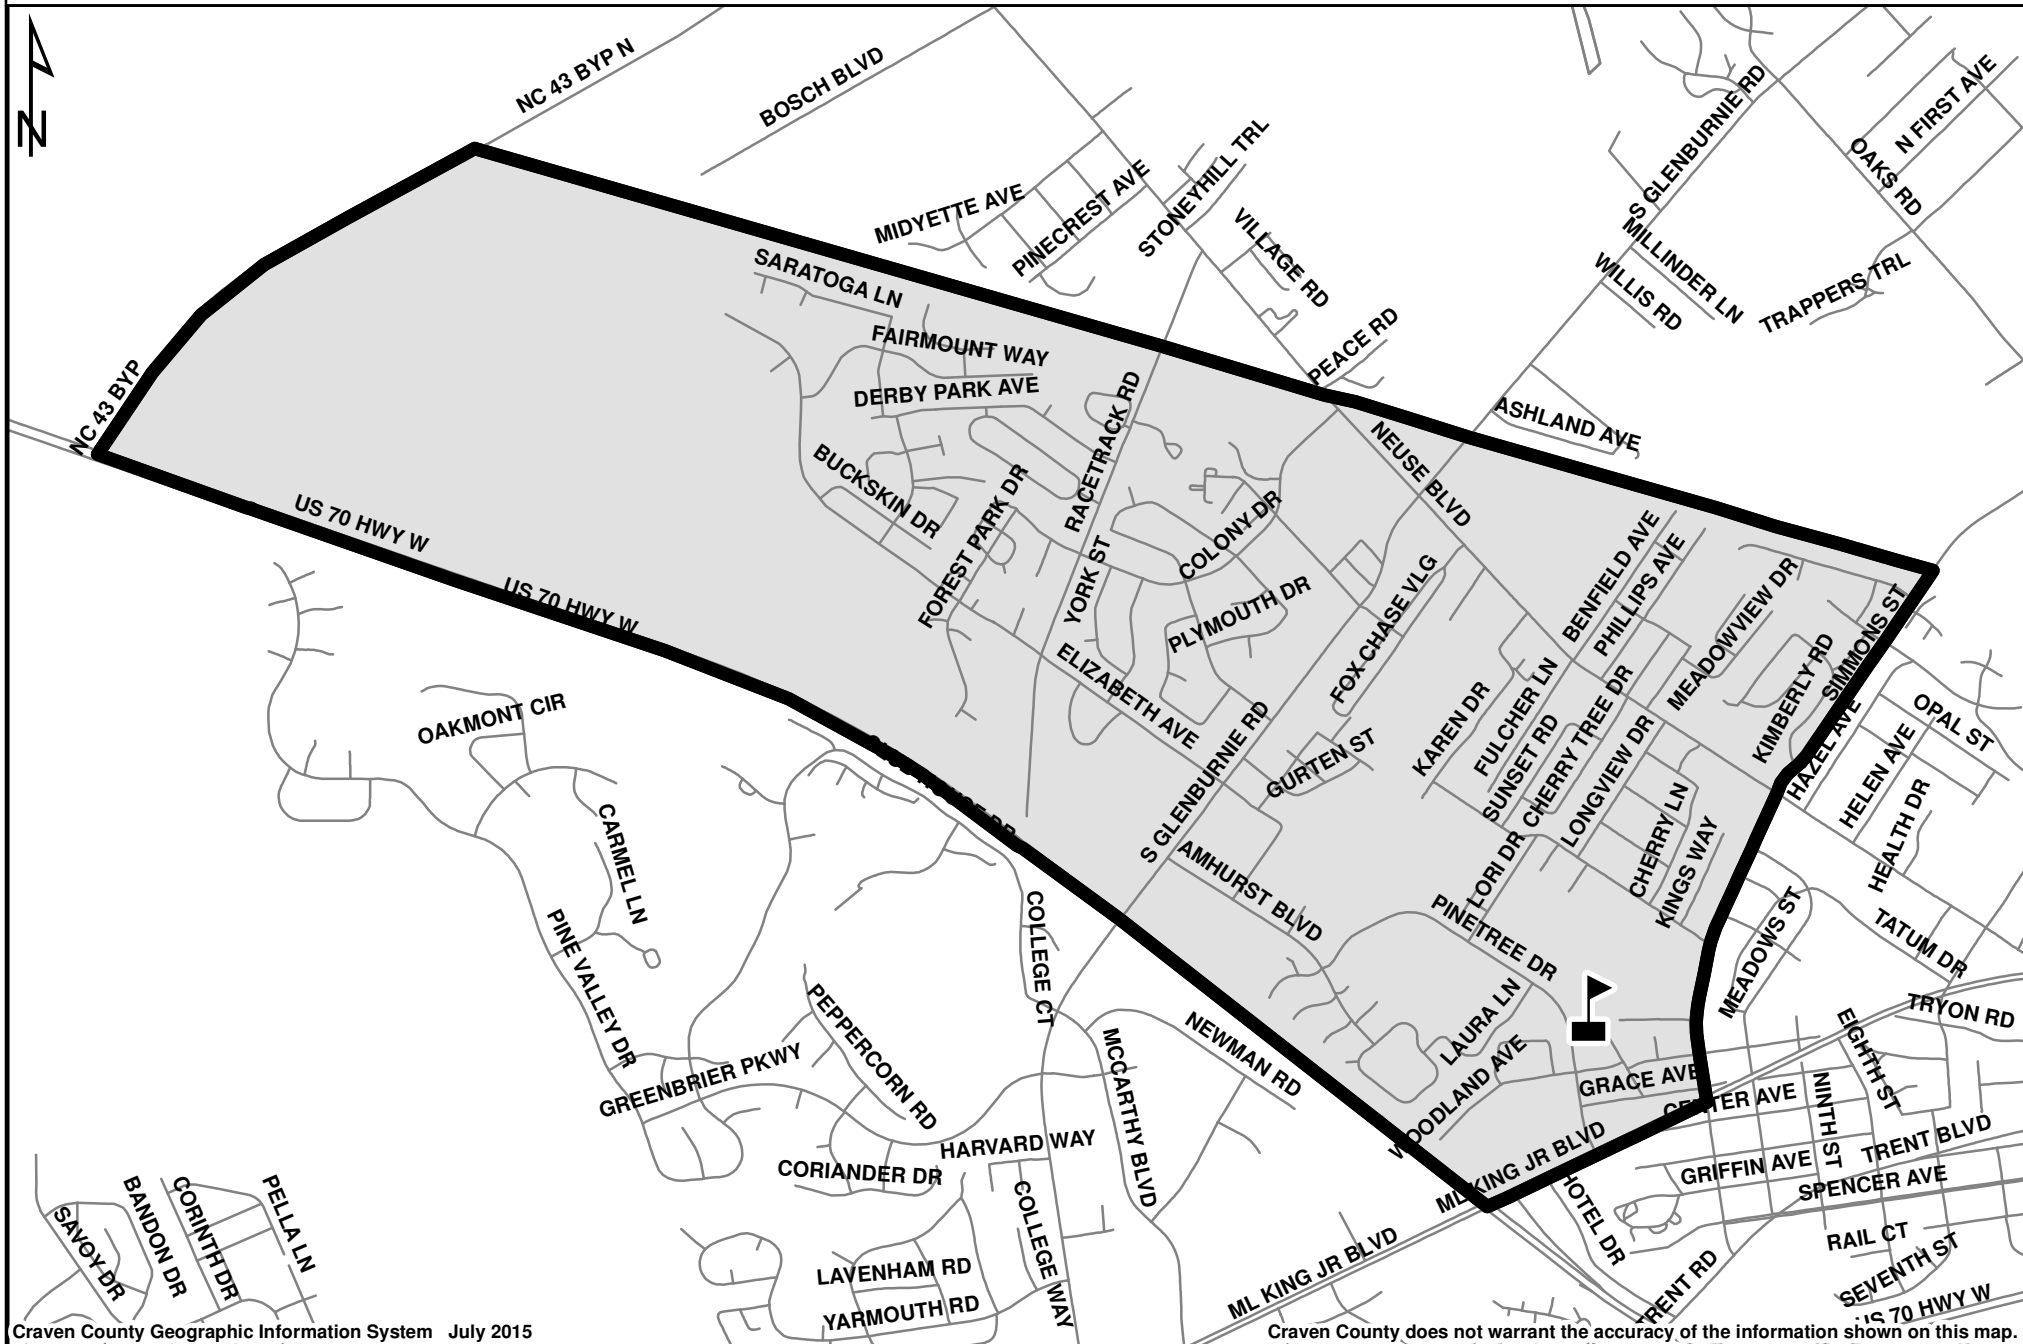 N
NC 43 BYP N
BOSCH BLVD
MIDYETTE AVE
PINECREST AVE
STONEYHILL TRL
VILLAGE RD
PEACE RD
S GLENBURNIE RD
N FIRST AVE
OAKS RD
MILLINDER LN
WILLIS RD
TRAPPERS TRL
ASHLAND AVE
SARATOGA LN
FAIRMOUNT WAY
DERBY PARK AVE
NC 43 BYP
US 70 HWY W
US 70 HWY W
BUCKSKIN DR
FOREST PARK DR
RACETRACK RD
YORK ST
COLONY DR
PLYMOUTH DR
ELIZABETH AVE
NEUSE BLVD
FOX CHASE VLG
GURTEN ST
S GLENBURNIE RD
KAREN DR
BENFIELD AVE
PHILLIPS AVE
FULCHER LN
SUNSET RD
CHERRY TREE DR
LONGVIEW DR
MEADOWVIEW DR
KIMBERLY RD
SIMMONS ST
HAZEL AVE
OPAL ST
HELEN AVE
HEALTH DR
CHERRY LN
KINGS WAY
LORI DR
PINETREE DR
AMHURST BLVD
LAURA LN
WOODLAND AVE
GRACE AVE
CENTER AVE
MEADOWS ST
TATUM DR
TRYON RD
EIGHTH ST
NINTH ST
TRENT BLVD
GRIFFIN AVE
SPENCER AVE
RAIL CT
SEVENTH ST
US 70 HWY W
TRENT RD
HOTEL DR
ML KING JR BLVD
ML KING JR BLVD
OAKMONT CIR
CARMEL LN
PINE VALLEY DR
GREENBRIER PKWY
PEPPERCORN RD
COLLEGE CT
MCCARTHY BLVD
NEWMAN RD
HARVARD WAY
CORIANDER DR
COLLEGE WAY
LAVENHAM RD
YARMOUTH RD
SAVOY DR
BANDON DR
CORINTH DR
PELLA LN
Craven County Geographic Information System July 2015
Craven County does not warrant the accuracy of the information shown on this map.